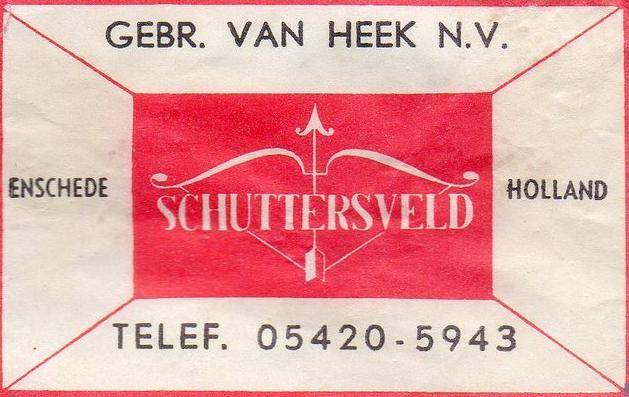 GEBR. VAN HEEK N.V.
ENSCHEDE
SCHUTTERSVELD
HOLLAND
TELEF. 05420-5943